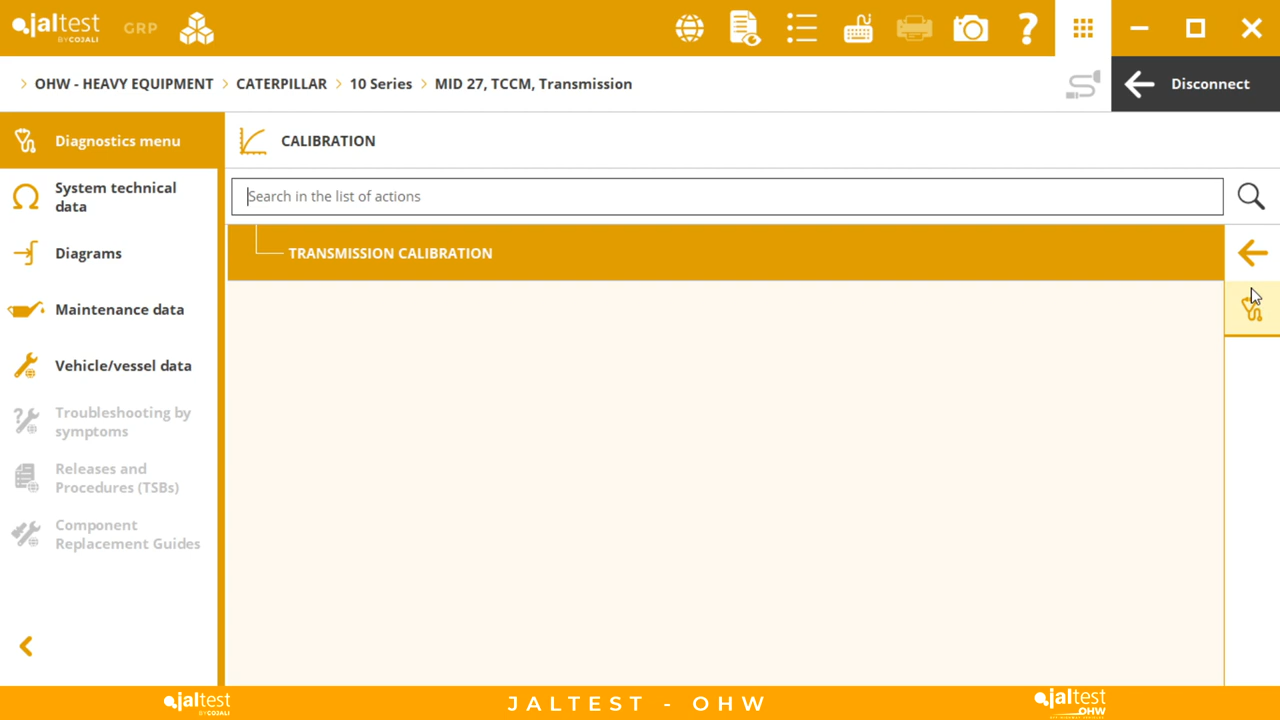 jaltest
BY COJALI
GRP
?
OHW - HEAVY EQUIPMENT
CATERPILLAR
10 Series
MID 27, TCCM, Transmission
Disconnect
Diagnostics menu
CALIBRATION
System technical
data
Search in the list of actions
Diagrams
TRANSMISSION CALIBRATION
Maintenance data
Vehicle/vessel data
Troubleshooting by
symptoms
Releases and
Procedures (TSBs)
Component
Replacement Guides
jaltest
BY COJALI
JALTEST - OHW
jaltest
OHW